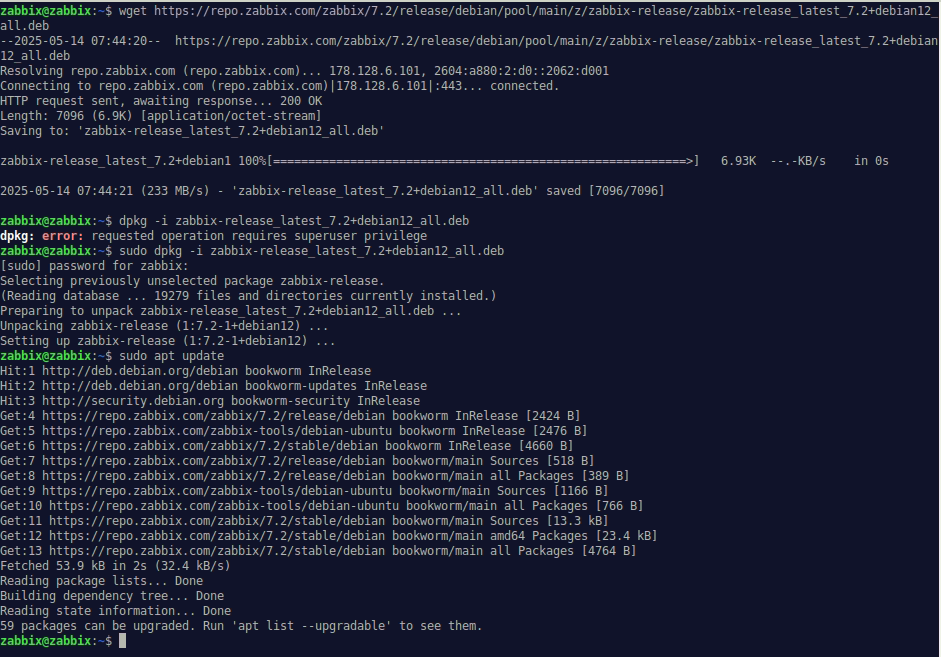 zabbix@zabbix:~$ wget https://repo.zabbix.com/zabbix/7.2/release/debian/pool/main/z/zabbix-release/zabbix-release_latest_7.2+debian12_
all.deb
--2025-05-14 07:44:20--  https://repo.zabbix.com/zabbix/7.2/release/debian/pool/main/z/zabbix-release/zabbix-release_latest_7.2+debian
12_all.deb
Resolving repo.zabbix.com (repo.zabbix.com)... 178.128.6.101, 2604:a880:2:d0::2062:d001
Connecting to repo.zabbix.com (repo.zabbix.com)|178.128.6.101|:443... connected.
HTTP request sent, awaiting response... 200 OK
Length: 7096 (6.9K) [application/octet-stream]
Saving to: 'zabbix-release_latest_7.2+debian12_all.deb'
zabbix-release_latest_7.2+debian1 100%[===========================================================>]   6.93K  --.-KB/s    in 0s
2025-05-14 07:44:21 (233 MB/s) - 'zabbix-release_latest_7.2+debian12_all.deb' saved [7096/7096]
zabbix@zabbix:~$ dpkg -i zabbix-release_latest_7.2+debian12_all.deb
dpkg: error: requested operation requires superuser privilege
zabbix@zabbix:~$ sudo dpkg -i zabbix-release_latest_7.2+debian12_all.deb
[sudo] password for zabbix:
Selecting previously unselected package zabbix-release.
(Reading database ... 19279 files and directories currently installed.)
Preparing to unpack zabbix-release_latest_7.2+debian12_all.deb ...
Unpacking zabbix-release (1:7.2-1+debian12) ...
Setting up zabbix-release (1:7.2-1+debian12) ...
zabbix@zabbix:~$ sudo apt update
Hit:1 http://deb.debian.org/debian bookworm InRelease
Hit:2 http://deb.debian.org/debian bookworm-updates InRelease
Hit:3 http://security.debian.org bookworm-security InRelease
Get:4 https://repo.zabbix.com/zabbix/7.2/release/debian bookworm InRelease [2424 B]
Get:5 https://repo.zabbix.com/zabbix-tools/debian-ubuntu bookworm InRelease [2476 B]
Get:6 https://repo.zabbix.com/zabbix/7.2/stable/debian bookworm InRelease [4660 B]
Get:7 https://repo.zabbix.com/zabbix/7.2/release/debian bookworm/main Sources [518 B]
Get:8 https://repo.zabbix.com/zabbix/7.2/release/debian bookworm/main all Packages [389 B]
Get:9 https://repo.zabbix.com/zabbix-tools/debian-ubuntu bookworm/main Sources [1166 B]
Get:10 https://repo.zabbix.com/zabbix-tools/debian-ubuntu bookworm/main all Packages [766 B]
Get:11 https://repo.zabbix.com/zabbix/7.2/stable/debian bookworm/main Sources [13.3 kB]
Get:12 https://repo.zabbix.com/zabbix/7.2/stable/debian bookworm/main amd64 Packages [23.4 kB]
Get:13 https://repo.zabbix.com/zabbix/7.2/stable/debian bookworm/main all Packages [4764 B]
Fetched 53.9 kB in 2s (32.4 kB/s)
Reading package lists... Done
Building dependency tree... Done
Reading state information... Done
59 packages can be upgraded. Run 'apt list --upgradable' to see them.
zabbix@zabbix:~$